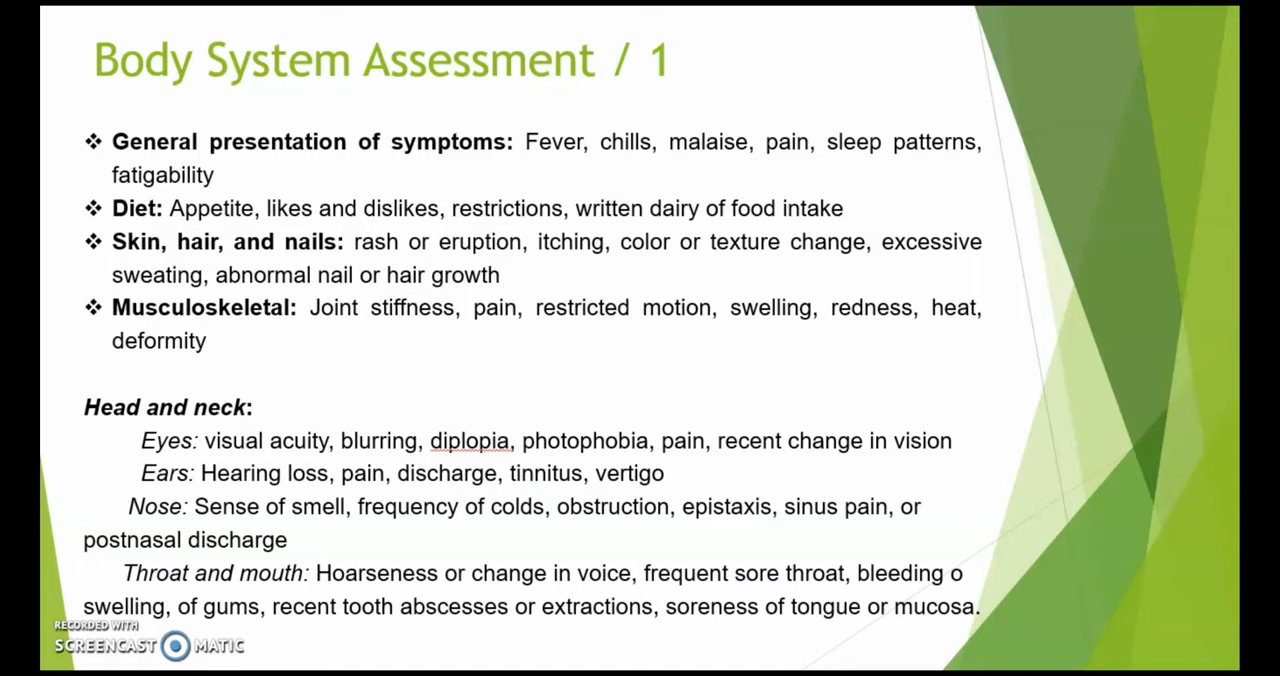 Body System Assessment / 1
❖ General presentation of symptoms: Fever, chills, malaise, pain, sleep patterns,
fatigability
❖ Diet: Appetite, likes and dislikes, restrictions, written dairy of food intake
❖ Skin, hair, and nails: rash or eruption, itching, color or texture change, excessive
sweating, abnormal nail or hair growth
❖ Musculoskeletal: Joint stiffness, pain, restricted motion, swelling, redness, heat,
deformity
Head and neck:
Eyes: visual acuity, blurring, diplopia, photophobia, pain, recent change in vision
Ears: Hearing loss, pain, discharge, tinnitus, vertigo
Nose: Sense of smell, frequency of colds, obstruction, epistaxis, sinus pain, or
postnasal discharge
Throat and mouth: Hoarseness or change in voice, frequent sore throat, bleeding o
swelling, of gums, recent tooth abscesses or extractions, soreness of tongue or mucosa.
RECORDED WITH
SCREENCAST MATIC